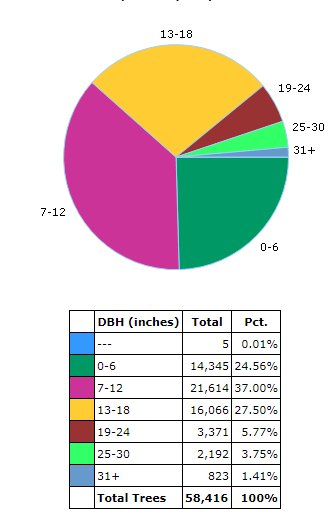 13-18
19-24
25-30
31+
7-12
0-6
DBH (inches) Total Pct.
--- 5 0.01%
0-6 14,345 24.56%
7-12 21,614 37.00%
13-18 16,066 27.50%
19-24 3,371 5.77%
25-30 2,192 3.75%
31+ 823 1.41%
Total Trees 58,416 100%